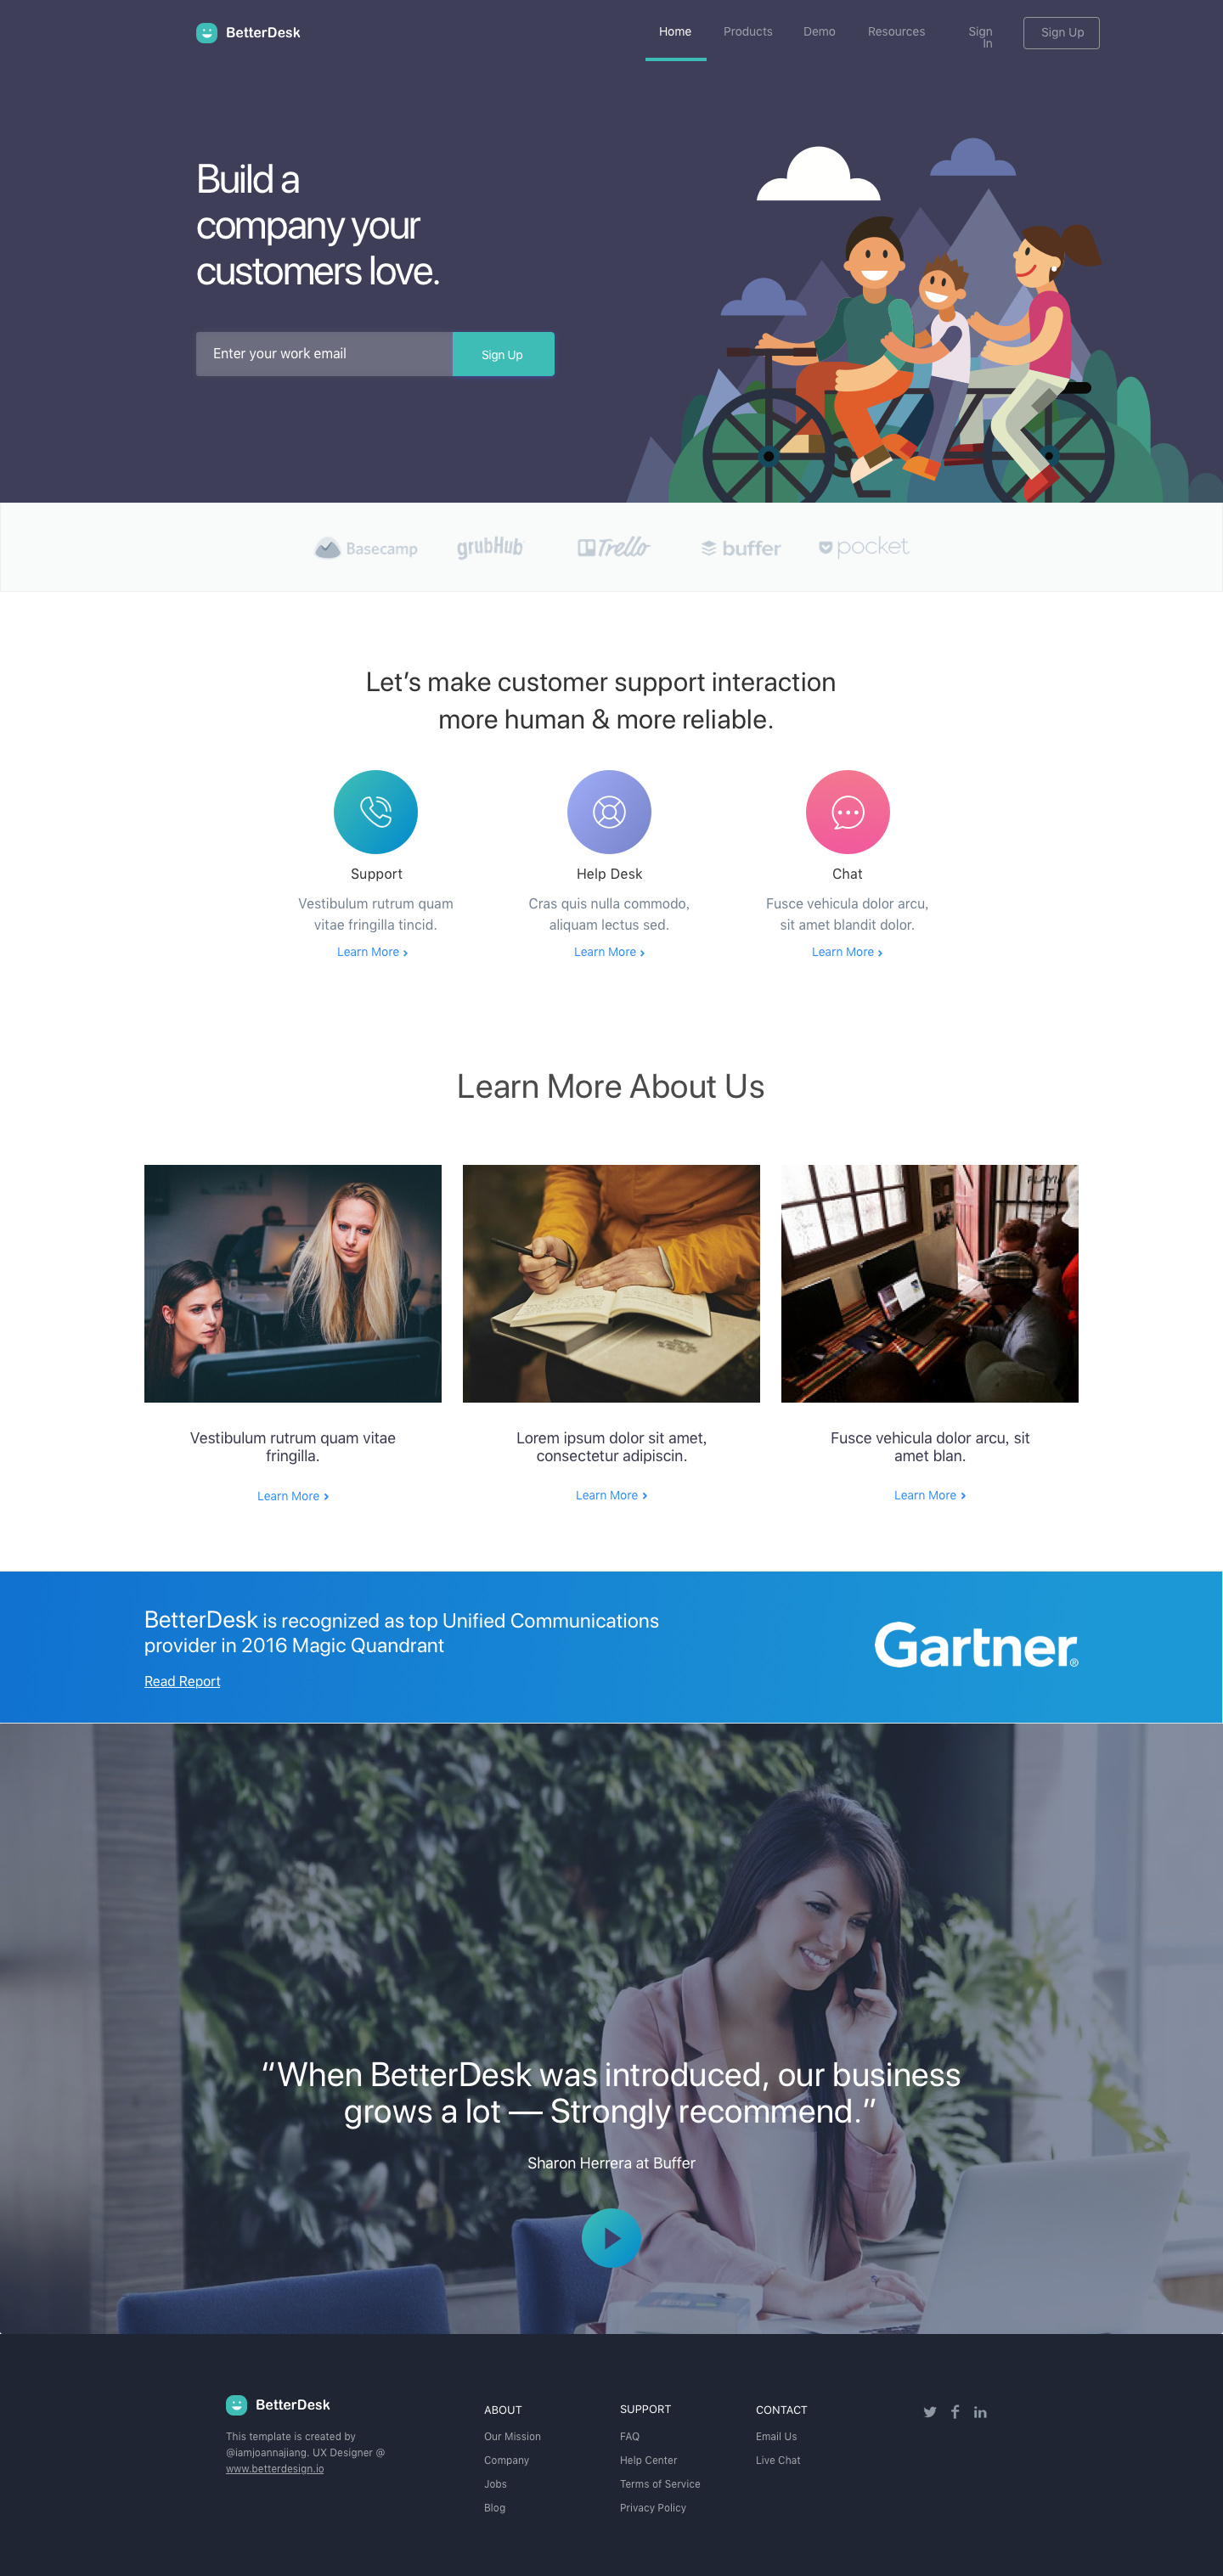 BetterDesk
Home
Products
Demo
Resources
Sign
In
Sign Up
Build a
company your
customers love.
Enter your work email
Sign Up
Basecamp
grubHub
Trello
buffer
pocket
Let's make customer support interaction
more human & more reliable.
Support
Vestibulum rutrum quam
vitae fringilla tincid.
Learn More
Help Desk
Cras quis nulla commodo,
aliquam lectus sed.
Learn More
Chat
Fusce vehicula dolor arcu,
sit amet blandit dolor.
Learn More
Learn More About Us
Vestibulum rutrum quam vitae
fringilla.
Learn More
Lorem ipsum dolor sit amet,
consectetur adipiscin.
Learn More
Fusce vehicula dolor arcu, sit
amet blan.
Learn More
BetterDesk is recognized as top Unified Communications
provider in 2016 Magic Quandrant
Read Report
Gartner®
“When BetterDesk was introduced, our business
grows a lot — Strongly recommend.”
Sharon Herrera at Buffer
BetterDesk
This template is created by
@iamjoannajiang. UX Designer @
www.betterdesign.io
ABOUT
Our Mission
Company
Jobs
Blog
SUPPORT
FAQ
Help Center
Terms of Service
Privacy Policy
CONTACT
Email Us
Live Chat